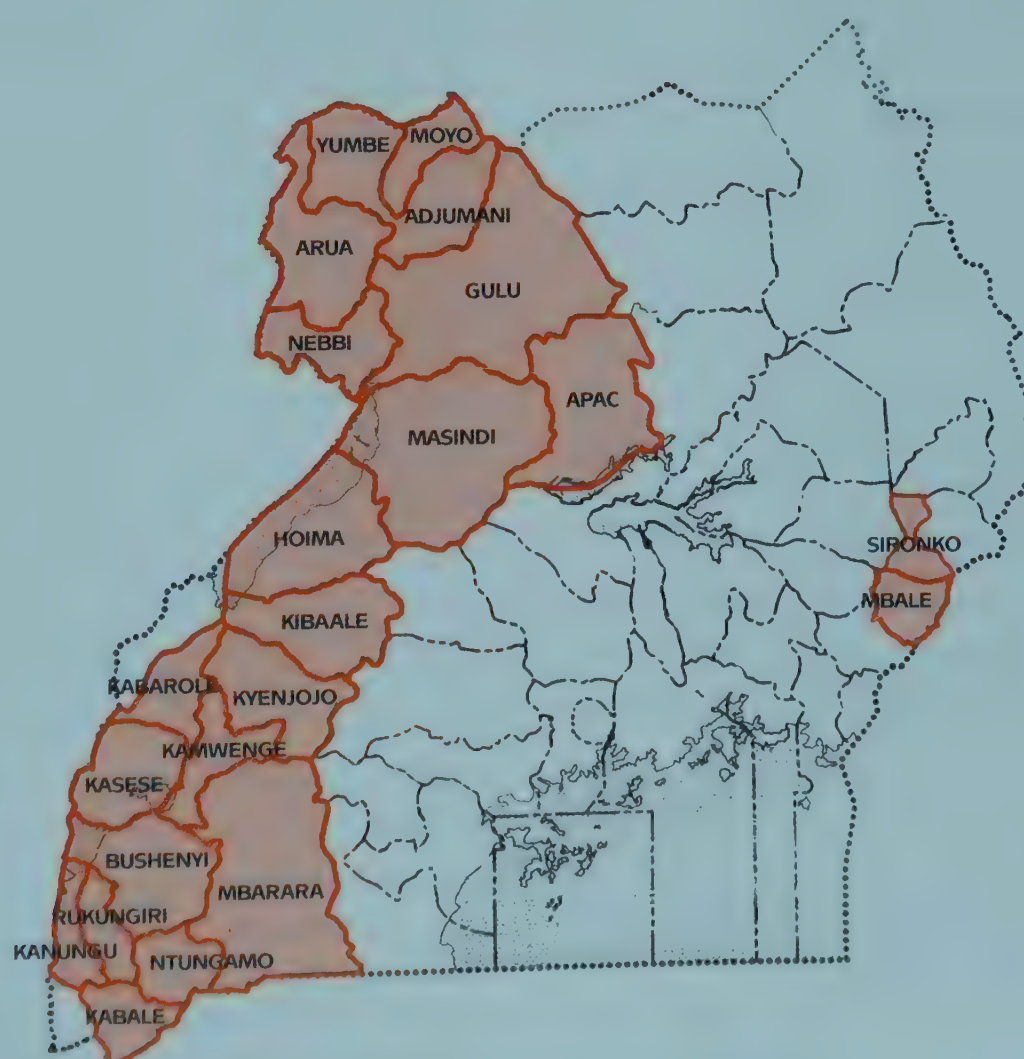 MOYO
YUMBE
ADJUMANI
ARUA
GULU
NEBBI
APAC
MASINDI
HOIMA
SIRONKO
MBALE
KIBAALE
KABAROLE
KYENJOJO
KAMWENGE
KASESE
BUSHENYI
MBARARA
RUKUNGIRI
KANUNGU
NTUNGAMO
KABALE